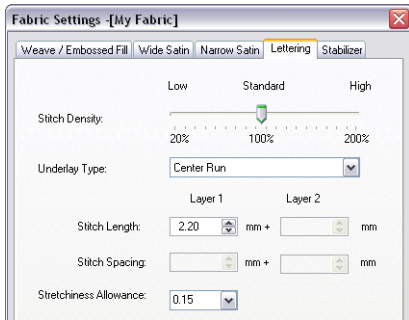 Fabric Settings -[My Fabric]
Weave / Embossed Fill Wide Satin Narrow Satin Lettering Stabilizer
Low Standard High
Stitch Density:
20% 100% 200%
Underlay Type: Center Run
Layer 1 Layer 2
Stitch Length: 2.20 mm + mm
Stitch Spacing: mm + mm
Stretchiness Allowance: 0.15